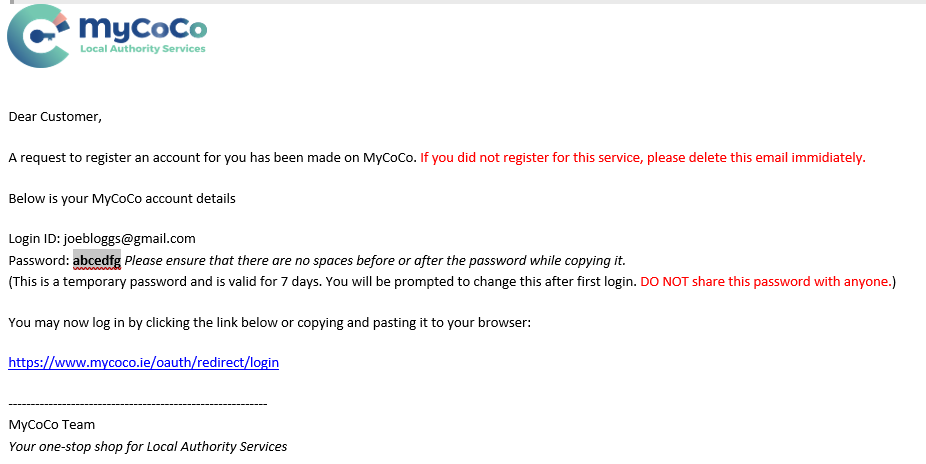 myCoCo
Local Authority Services
Dear Customer,
A request to register an account for you has been made on MyCoCo. If you did not register for this service, please delete this email immidiately.
Below is your MyCoCo account details
Login ID: joebloggs@gmail.com
Password: abcedfg Please ensure that there are no spaces before or after the password while copying it.
(This is a temporary password and is valid for 7 days. You will be prompted to change this after first login. DO NOT share this password with anyone.)
You may now log in by clicking the link below or copying and pasting it to your browser:
https://www.mycoco.ie/oauth/redirect/login
----------------------------------------------------------
MyCoCo Team
Your one-stop shop for Local Authority Services